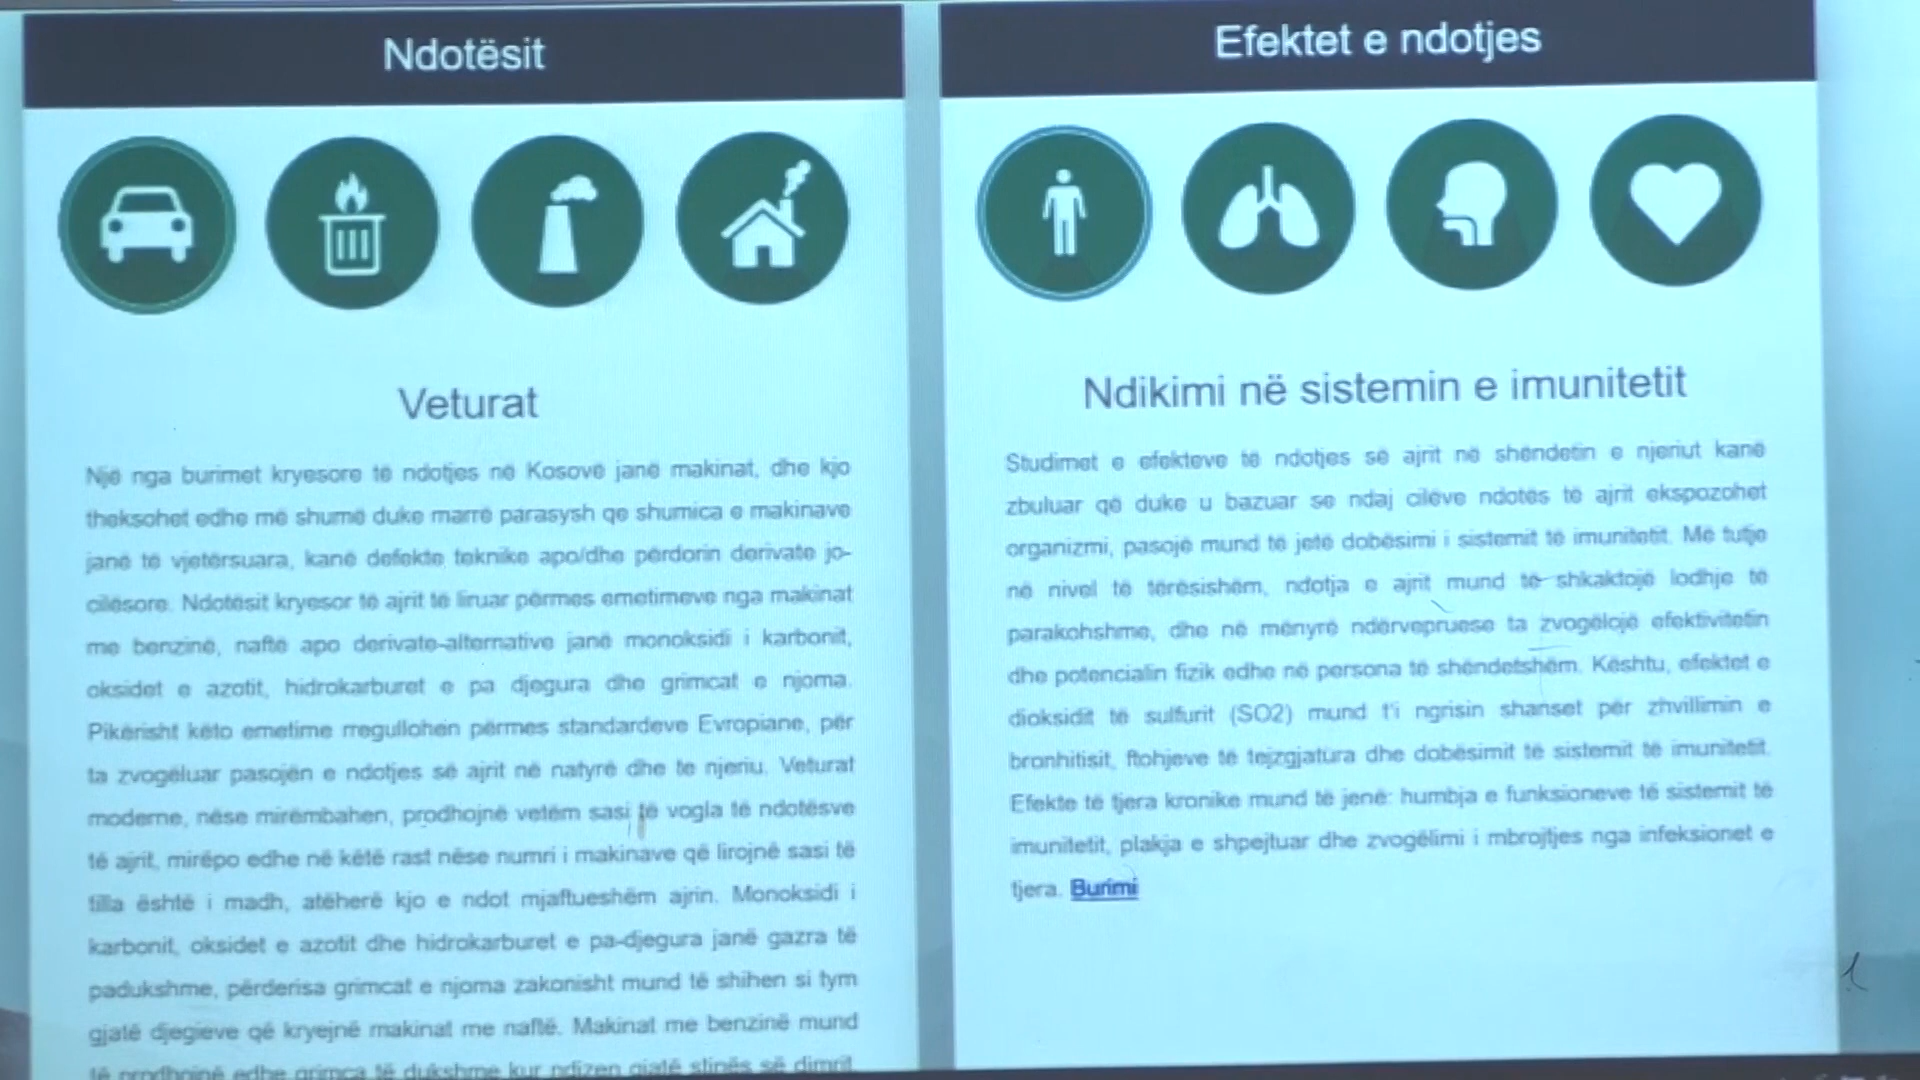 Ndotësit
Veturat
Një nga burimet kryesore të ndotjes në Kosovë janë makinat, dhe kjo
theksohet edhe më shumë duke marrë parasysh qe shumica e makinave
janë të vjetërsuara, kanë defekte teknike apo/dhe përdorin derivate jo-
cilësore. Ndotësit kryesor të ajrit të liruar përmes emetimeve nga makinat
me benzinë, naftë apo derivate-alternative janë monoksidi i karbonit,
oksidet e azotit, hidrokarburet e pa djegura dhe grimcat e njoma.
Pikërisht këto emetime rregullohen përmes standardeve Evropiane, për
ta zvogëluar pasojën e ndotjes së ajrit në natyrë dhe te njeriu. Veturat
moderne, nëse mirëmbahen, prodhojnë vetëm sasi të vogla të ndotësve
të ajrit, mirëpo edhe në këtë rast nëse numri i makinave që lirojnë sasi të
tilla është i madh, atëherë kjo e ndot mjaftueshëm ajrin. Monoksidi i
karbonit, oksidet e azotit dhe hidrokarburet e pa-djegura janë gazra të
padukshme, përderisa grimcat e njoma zakonisht mund të shihen si tym
gjatë djegieve që kryejnë makinat me naftë. Makinat me benzinë mund
të prodhojnë edhe grimca të dukshme kur ndizen gjatë stinës së dimrit
Efektet e ndotjes
Ndikimi në sistemin e imunitetit
Studimet e efekteve të ndotjes së ajrit në shëndetin e njeriut kanë
zbuluar që duke u bazuar se ndaj cilëve ndotës të ajrit ekspozohet
organizmi, pasojë mund të jetë dobësimi i sistemit të imunitetit. Më tutje
në nivel të tërësishëm, ndotja e ajrit mund të shkaktojë lodhje të
parakohshme, dhe në mënyrë ndërvepruese ta zvogëlojë efektivitetin
dhe potencialin fizik edhe në persona të shëndetshëm. Kështu, efektet e
dioksidit të sulfurit (SO2) mund t'i ngrisin shanset për zhvillimin e
bronhitisit, ftohjeve të tejzgjatura dhe dobësimit të sistemit të imunitetit.
Efekte të tjera kronike mund të jenë: humbja e funksioneve të sistemit të
imunitetit, plakja e shpejtuar dhe zvogëlimi i mbrojtjes nga infeksionet e
tjera. Burimi